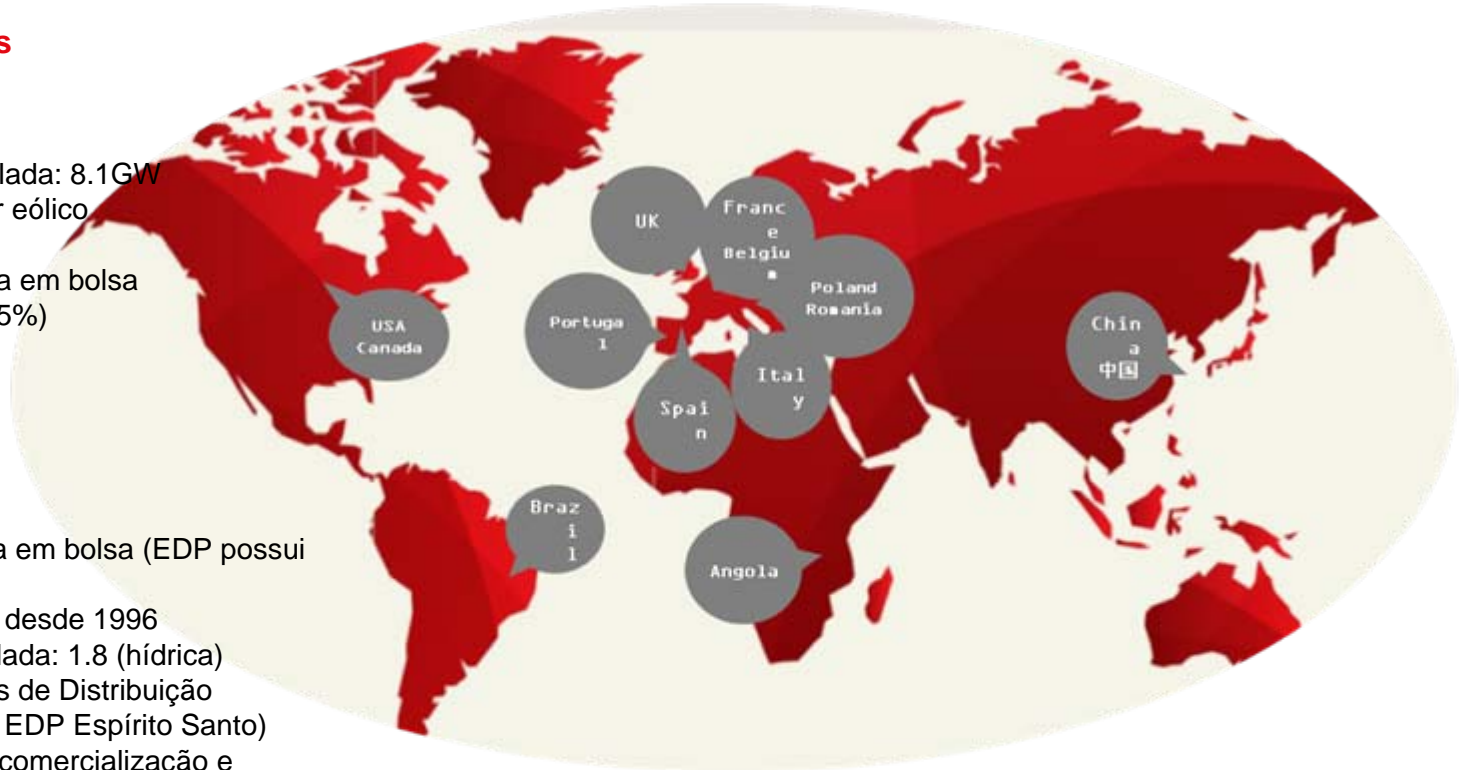 s
lada: 8.1GW
r eólico
a em bolsa
5%)
a em bolsa (EDP possui
desde 1996
lada: 1.8 (hídrica)
s de Distribuição
EDP Espírito Santo)
comercialização e
UK
Franc
e
Belgiu
m
Poland
Romania
Portuga
l
USA
Canada
Spai
n
Ital
y
Chin
a
中国
Braz
i
l
Angola